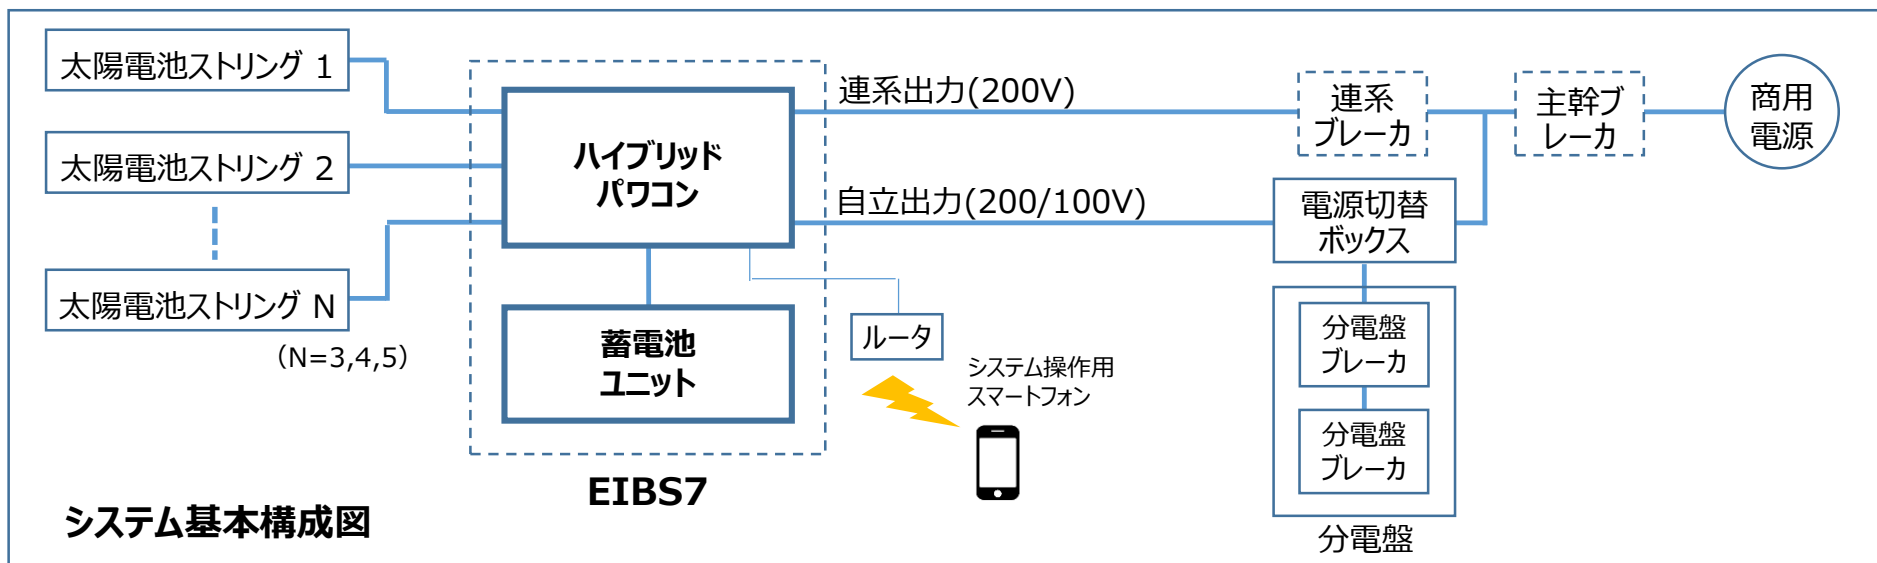 太陽電池ストリング 1
太陽電池ストリング 2
太陽電池ストリング N
(N=3,4,5)
ハイブリッド
パワコン
蓄電池
ユニット
EIBS7
連系出力(200V)
自立出力(200/100V)
ルータ
システム操作用
スマートフォン
連系
ブレーカ
主幹ブ
レーカ
商用
電源
電源切替
ボックス
分電盤
ブレーカ
分電盤
ブレーカ
分電盤
システム基本構成図